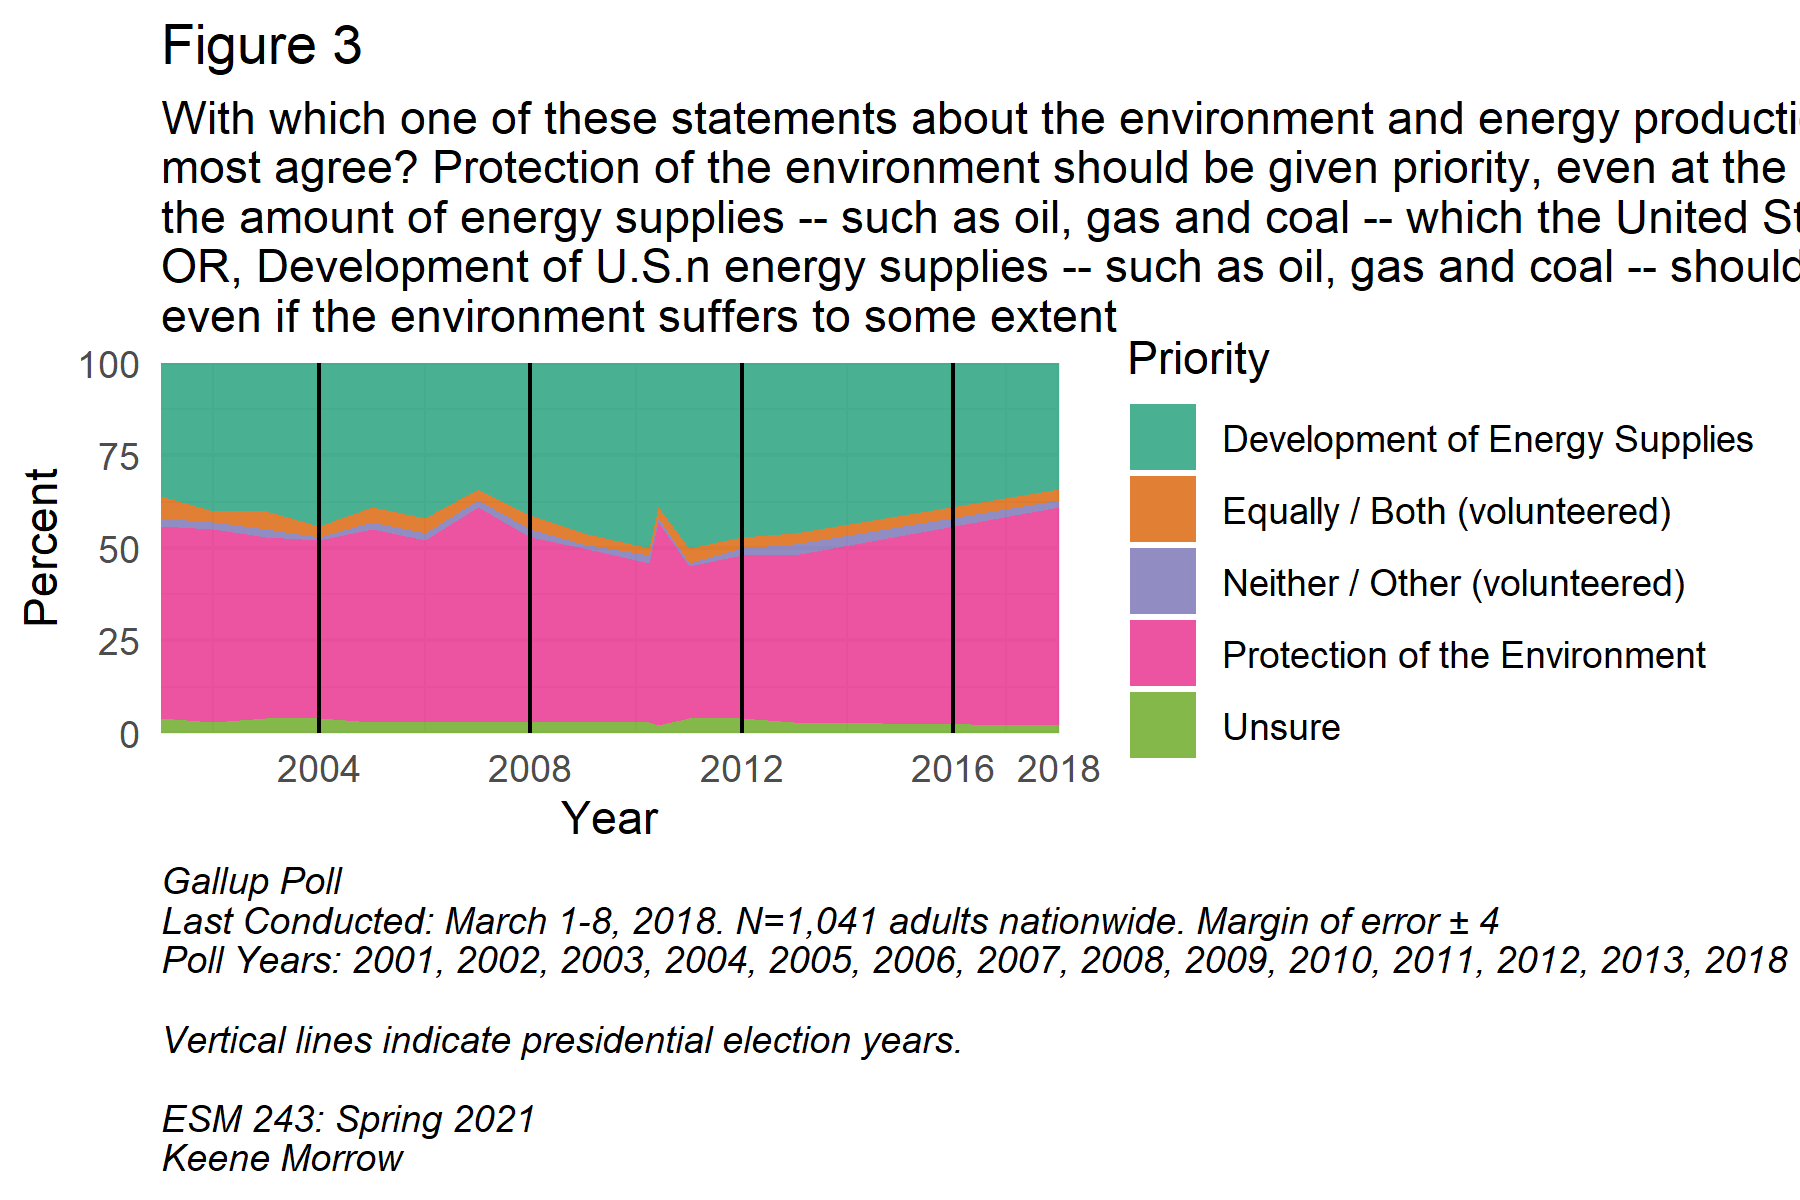 Figure 3
With which one of these statements about the environment and energy producti
most agree? Protection of the environment should be given priority, even at the
the amount of energy supplies -- such as oil, gas and coal -- which the United St
OR, Development of U.S.n energy supplies -- such as oil, gas and coal -- should
even if the environment suffers to some extent
Percent
100
75
50
25
0
2004
2008
2012
2016
2018
Year
Priority
Development of Energy Supplies
Equally / Both (volunteered)
Neither / Other (volunteered)
Protection of the Environment
Unsure
Gallup Poll
Last Conducted: March 1-8, 2018. N=1,041 adults nationwide. Margin of error ± 4
Poll Years: 2001, 2002, 2003, 2004, 2005, 2006, 2007, 2008, 2009, 2010, 2011, 2012, 2013, 2018
Vertical lines indicate presidential election years.
ESM 243: Spring 2021
Keene Morrow